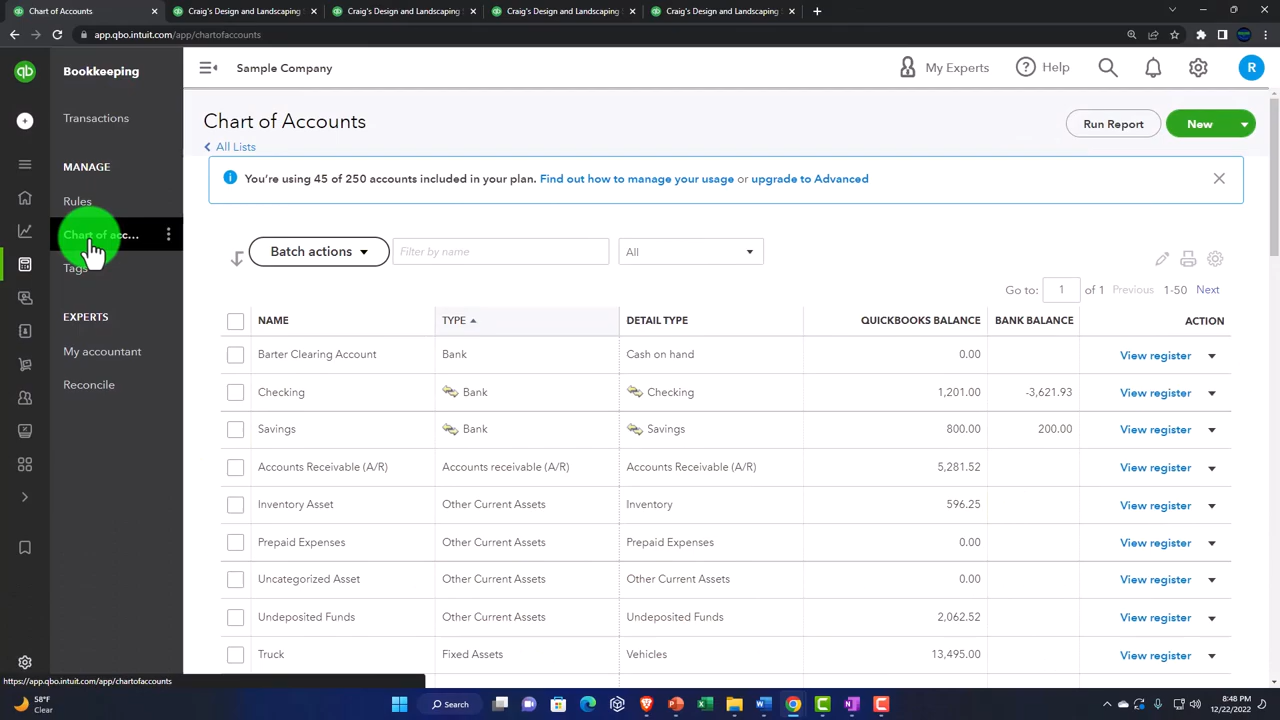 Chart of Accounts
Craig's Design and Landscaping
Craig's Design and Landscaping
Craig's Design and Landscaping
Craig's Design and Landscaping
app.qbo.intuit.com/app/chartofaccounts
qb
Bookkeeping
Sample Company
My Experts
Help
R
Transactions
MANAGE
Rules
Chart of acc...
Tags
EXPERTS
My accountant
Reconcile
Chart of Accounts
All Lists
Run Report
New
You're using 45 of 250 accounts included in your plan. Find out how to manage your usage or upgrade to Advanced
Batch actions
Filter by name
All
Go to: 1 of 1 Previous 1-50 Next
NAME TYPE DETAIL TYPE QUICKBOOKS BALANCE BANK BALANCE ACTION
Barter Clearing Account Bank Cash on hand 0.00 View register
Checking Bank Checking 1,201.00 -3,621.93 View register
Savings Bank Savings 800.00 200.00 View register
Accounts Receivable (A/R) Accounts receivable (A/R) Accounts Receivable (A/R) 5,281.52 View register
Inventory Asset Other Current Assets Inventory 596.25 View register
Prepaid Expenses Other Current Assets Prepaid Expenses 0.00 View register
Uncategorized Asset Other Current Assets Other Current Assets 0.00 View register
Undeposited Funds Other Current Assets Undeposited Funds 2,062.52 View register
Truck Fixed Assets Vehicles 13,495.00 View register
https://app.qbo.intuit.com/app/chartofaccounts
58°F
Clear
Search
8:48 PM
12/22/2022